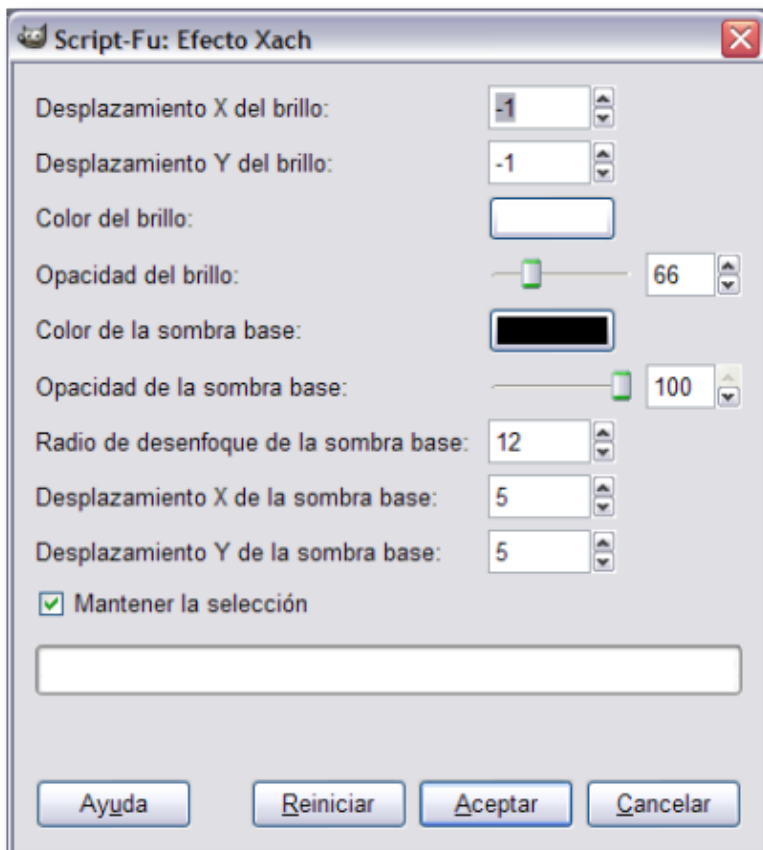 Script-Fu: Efecto Xach
Desplazamiento X del brillo: -1
Desplazamiento Y del brillo: -1
Color del brillo:
Opacidad del brillo: 66
Color de la sombra base:
Opacidad de la sombra base: 100
Radio de desenfoque de la sombra base: 12
Desplazamiento X de la sombra base: 5
Desplazamiento Y de la sombra base: 5
Mantener la selección
Ayuda Reiniciar Aceptar Cancelar